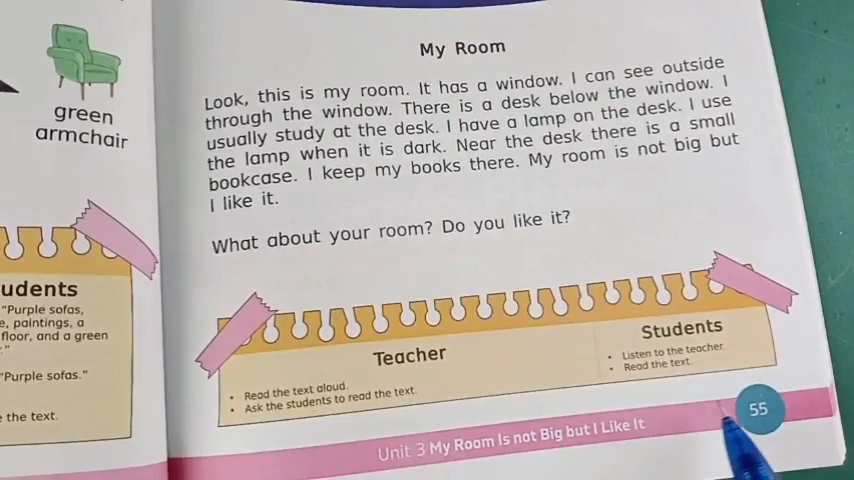 green
armchair
udents
"Purple sofas,
e, paintings, a
floor, and a green
"Purple sofas."
e the text.
My Room
Look, this is my room. It has a window. I can see outside
through the window. There is a desk below the window. I
usually study at the desk. I have a lamp on the desk. I use
the lamp when it is dark. Near the desk there is a small
bookcase. I keep my books there. My room is not big but
I like it.
What about your room? Do you like it?
Teacher
• Read the text aloud.
• Ask the students to read the text.
Students
• Listen to the teacher.
• Read the text.
Unit 3 My Room Is not Big but I Like It
55